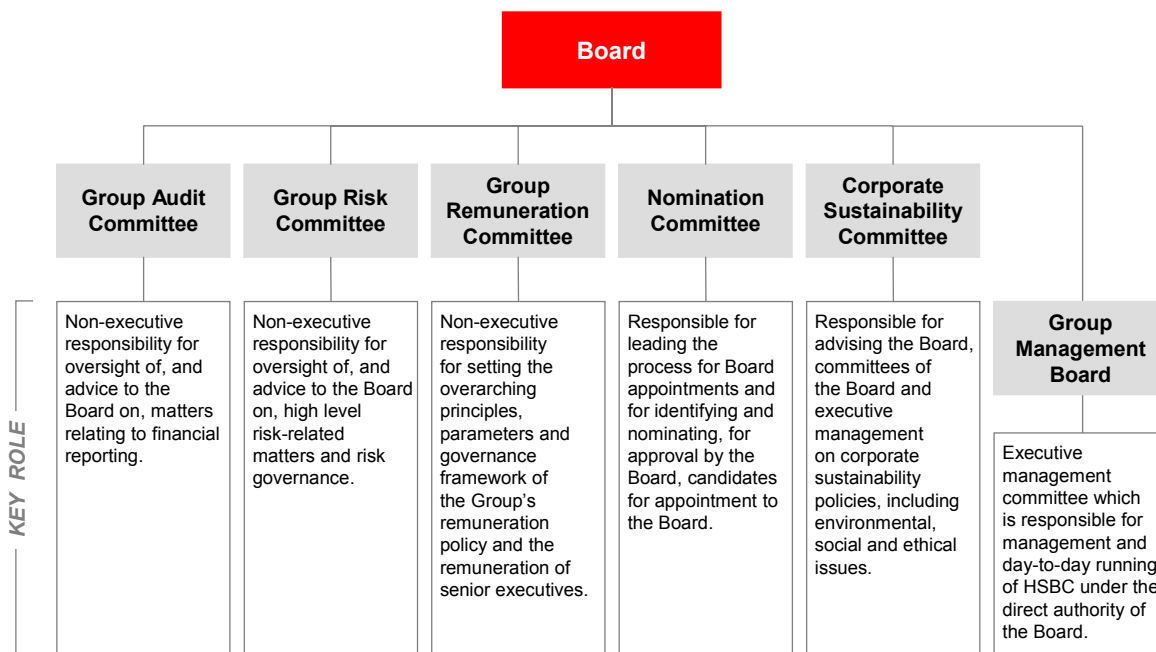 Board
Group Audit
Committee
Group Risk
Committee
Group
Remuneration
Committee
Nomination
Committee
Corporate
Sustainability
Committee
KEY ROLE
Non-executive
responsibility for
oversight of, and
advice to the
Board on, matters
relating to financial
reporting.
Non-executive
responsibility for
oversight of, and
advice to the Board
on, high level
risk-related
matters and risk
governance.
Non-executive
responsibility
for setting the
overarching
principles,
parameters and
governance
framework of
the Group’s
remuneration
policy and the
remuneration of
senior executives.
Responsible for
leading the
process for Board
appointments and
for identifying and
nominating, for
approval by the
Board, candidates
for appointment to
the Board.
Responsible for
advising the Board,
committees of
the Board and
executive
management
on corporate
sustainability
policies, including
environmental,
social and ethical
issues.
Group
Management
Board
Executive
management
committee which
is responsible for
management and
day-to-day running
of HSBC under the
direct authority of
the Board.